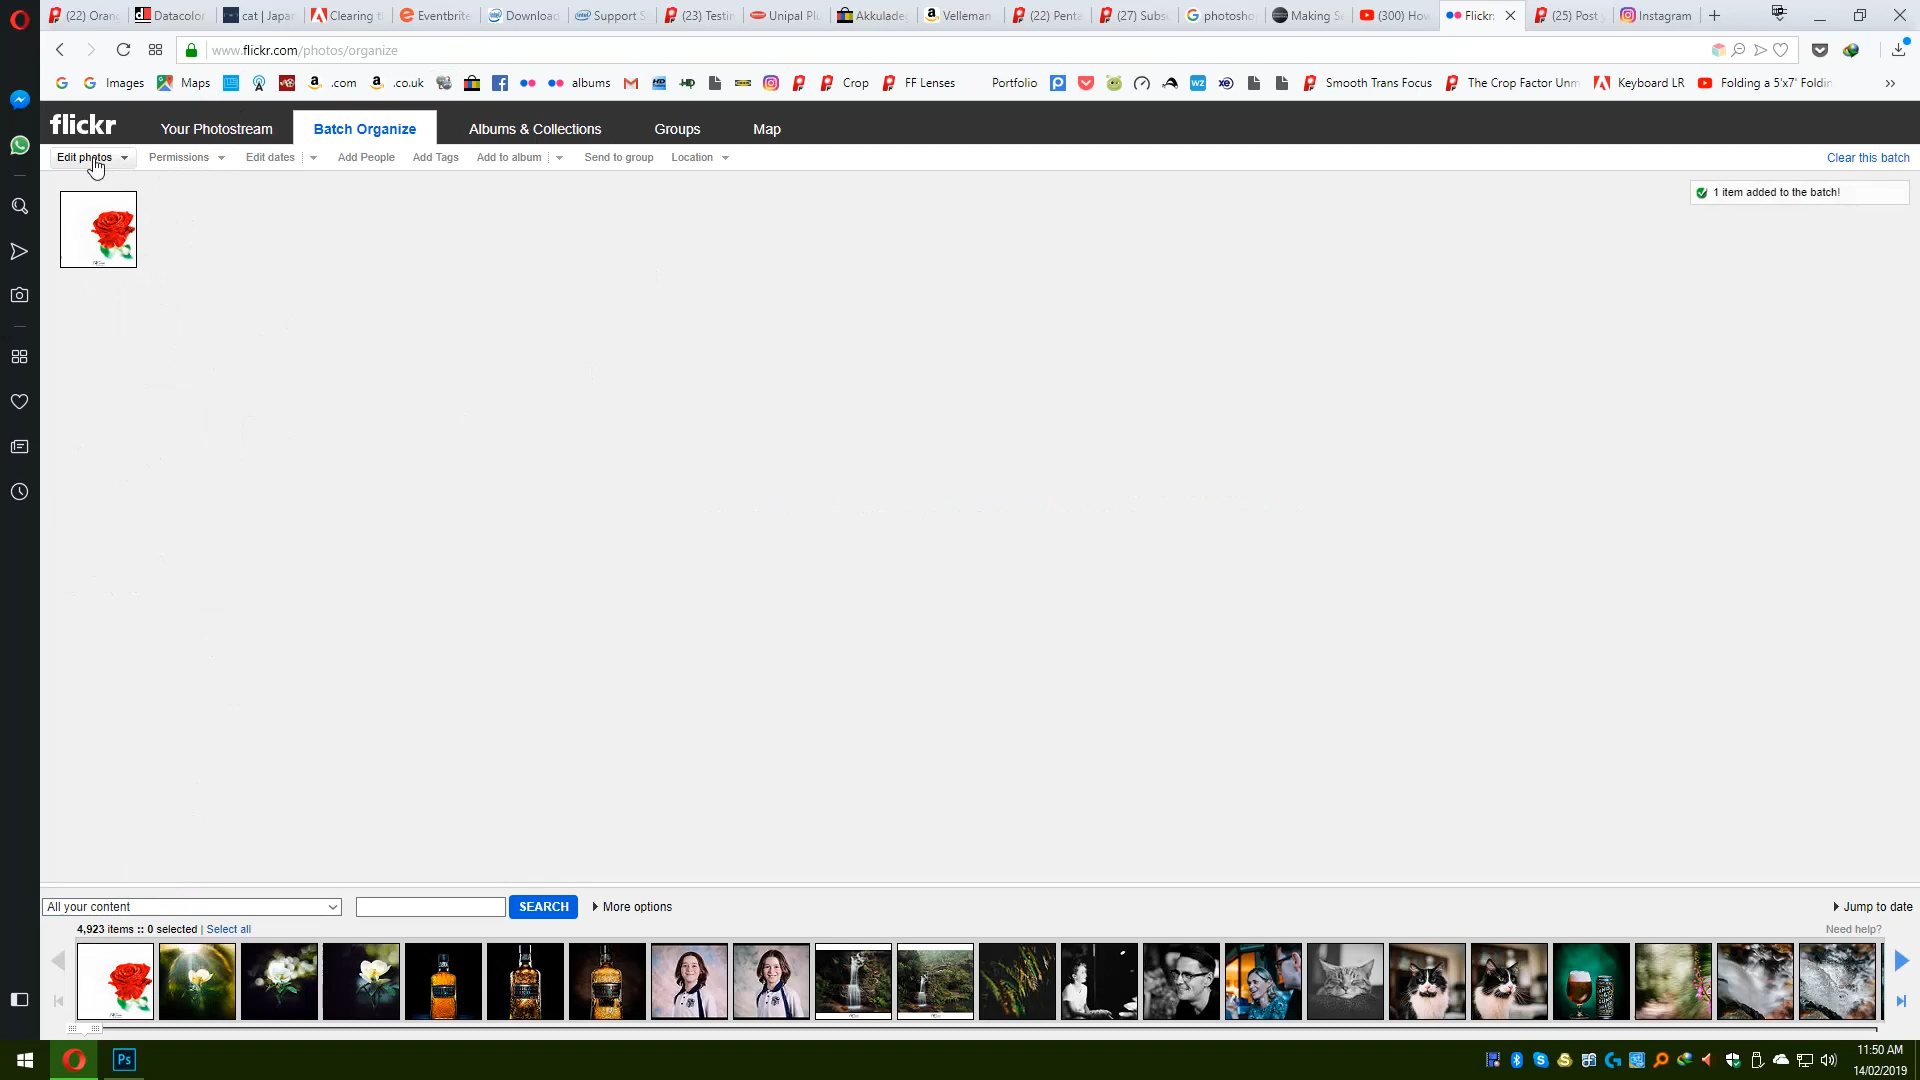 (22) Oran
Datacolor
cat | Japa
Clearing t
Eventbrite
Download
Support S
(23) Testin
Unipal Plu
Akkulade
Velleman
(22) Penta
(27) Subs
photosho
Making Se
(300) How
Flickr:
(25) Post y
Instagram
www.flickr.com/photos/organize
Images
Maps
.com
.co.uk
albums
Crop
FF Lenses
Portfolio
Smooth Trans Focus
The Crop Factor Unm
Keyboard LR
Folding a 5'x7' Foldin
flickr
Your Photostream
Batch Organize
Albums & Collections
Groups
Map
Edit photos
Permissions
Edit dates
Add People
Add Tags
Add to album
Send to group
Location
Clear this batch
1 item added to the batch!
All your content
SEARCH
More options
Jump to date
4,923 items :: 0 selected | Select all
Need help?
Ps
11:50 AM
14/02/2019